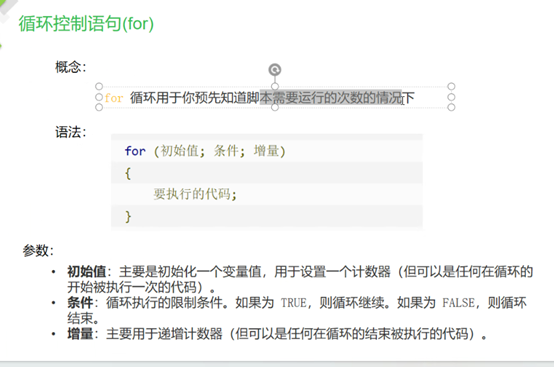 循环控制语句(for)
概念：
for 循环用于你预先知道脚本需要运行的次数的情况下
语法：
for (初始值; 条件; 增量)
{
要执行的代码;
}
参数：
• 初始值：主要是初始化一个变量值，用于设置一个计数器（但可以是任何在循环的
开始被执行一次的代码）。
• 条件：循环执行的限制条件。如果为 TRUE，则循环继续。如果为 FALSE，则循环
结束。
• 增量：主要用于递增计数器（但可以是任何在循环的结束被执行的代码）。